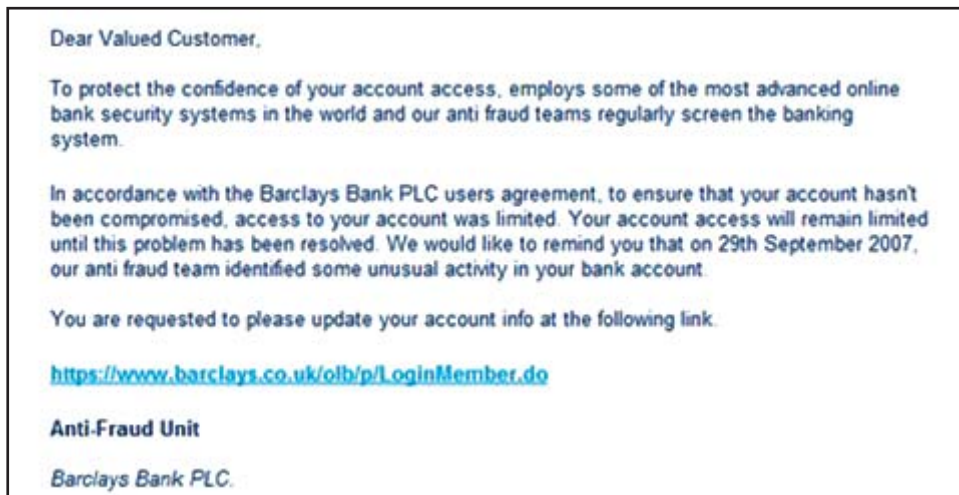 Dear Valued Customer,
To protect the confidence of your account access, employs some of the most advanced online
bank security systems in the world and our anti fraud teams regularly screen the banking
system.
In accordance with the Barclays Bank PLC users agreement, to ensure that your account hasn't
been compromised, access to your account was limited. Your account access will remain limited
until this problem has been resolved. We would like to remind you that on 29th September 2007,
our anti fraud team identified some unusual activity in your bank account.
You are requested to please update your account info at the following link.
https://www.barclays.co.uk/olb/p/LoginMember.do
Anti-Fraud Unit
Barclays Bank PLC.